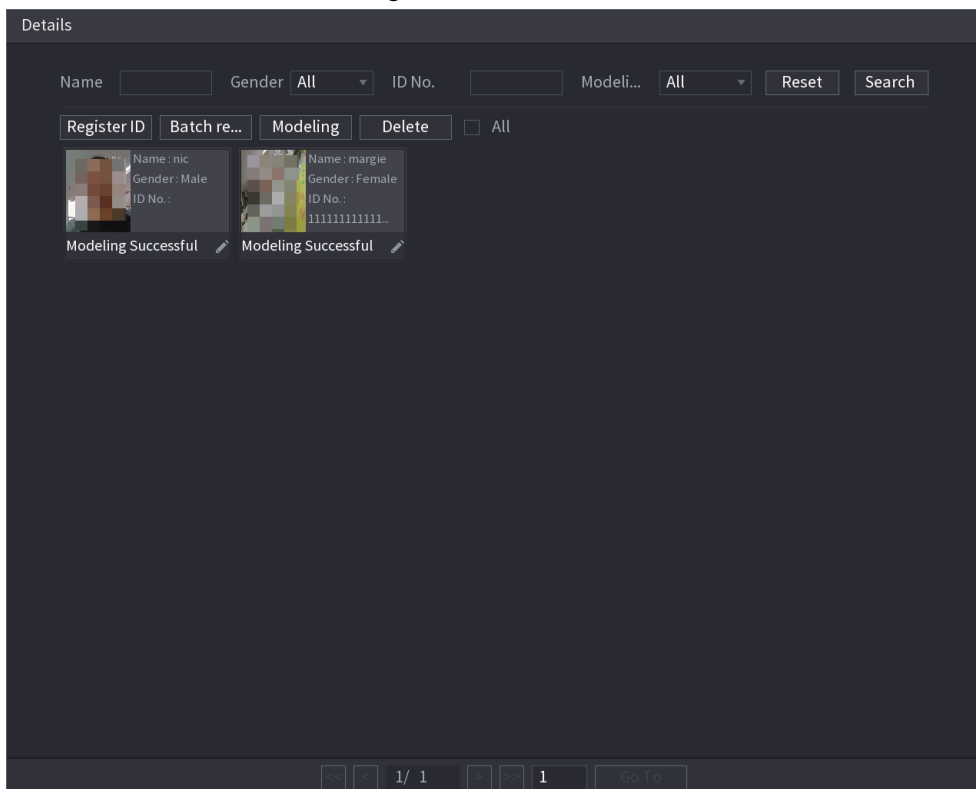 Details
Name Gender All ID No. Modeli... All Reset Search
Register ID Batch re... Modeling Delete All
Name : nic
Gender : Male
ID No. :
Modeling Successful
Name : margie
Gender : Female
ID No. :
111111111111...
Modeling Successful
<< < 1/ 1 > >> 1 Go To